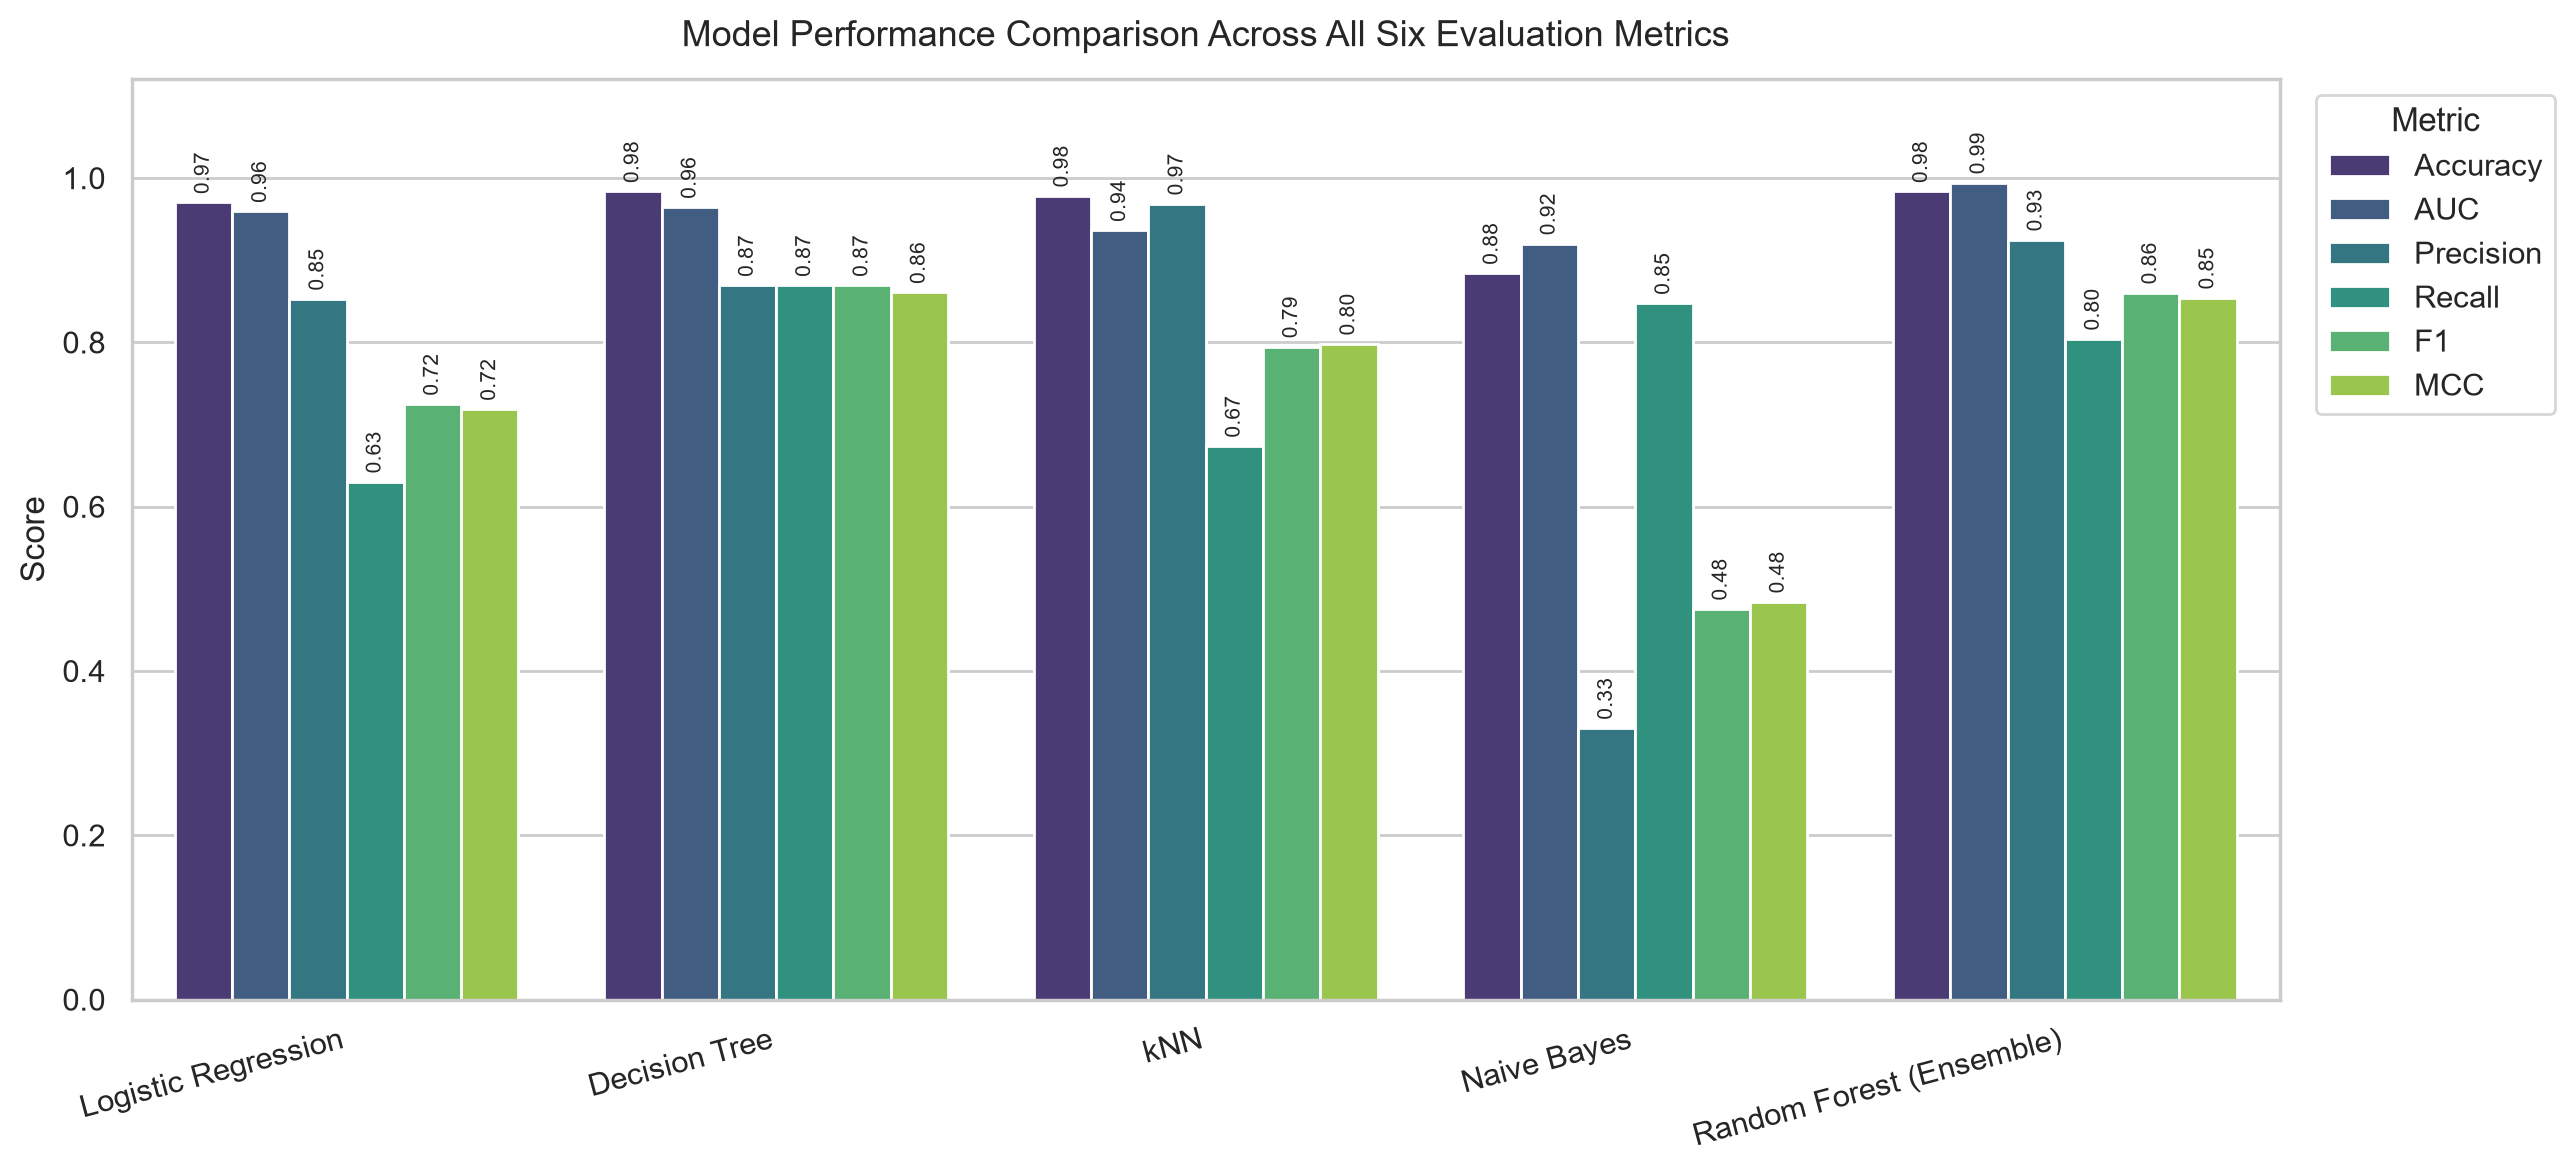 Model Performance Comparison Across All Six Evaluation Metrics
Score
1.0
0.8
0.6
0.4
0.2
0.0
0.97
0.96
0.85
0.63
0.72
0.72
0.98
0.96
0.87
0.87
0.87
0.86
0.98
0.94
0.97
0.67
0.79
0.80
0.88
0.92
0.33
0.85
0.48
0.48
0.98
0.99
0.93
0.80
0.86
0.85
Logistic Regression
Decision Tree
kNN
Naive Bayes
Random Forest (Ensemble)
Metric
Accuracy
AUC
Precision
Recall
F1
MCC